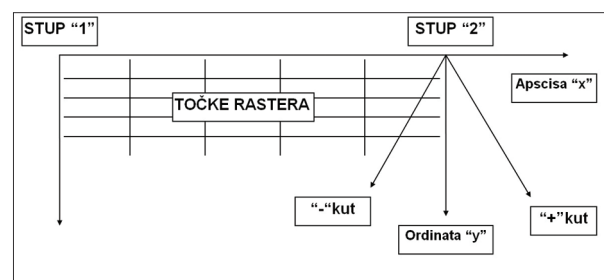 STUP “1”
STUP “2”
Apscisa “x”
TOČKE RASTERA
“-“kut
“+”kut
Ordinata “y”